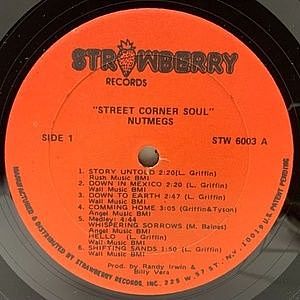 STRAWBERRY
RECORDS
"STREET CORNER SOUL"
NUTMEGS
SIDE 1
STW 6003 A
1. STORY UNTOLD 2:20 (L. Griffin)
Rush Music BMI
2. DOWN IN MEXICO 2:20 (L. Griffin)
Wall Music BMI
3. DOWN TO EARTH 2:47 (L. Griffin)
Wall Music BMI
4. COMMING HOME 3:05 (Griffin&Tyson)
Angel Music BMI
5. Medley: 4:44
WHISPERING SORROWS (M. Baines)
Angel Music BMI
HELLO (L. Griffin)
Wall Music BMI
6. SHIFTING SANDS 1:50 (L. Griffin)
Wall Music BMI
Prod. by Randy Irwin &
Billy Vera
MANUFACTURED & DISTRIBUTED BY STRAWBERRY RECORDS, INC., 225 W. 57 ST. N.Y. 10019 U.S. PATENT PENDING.